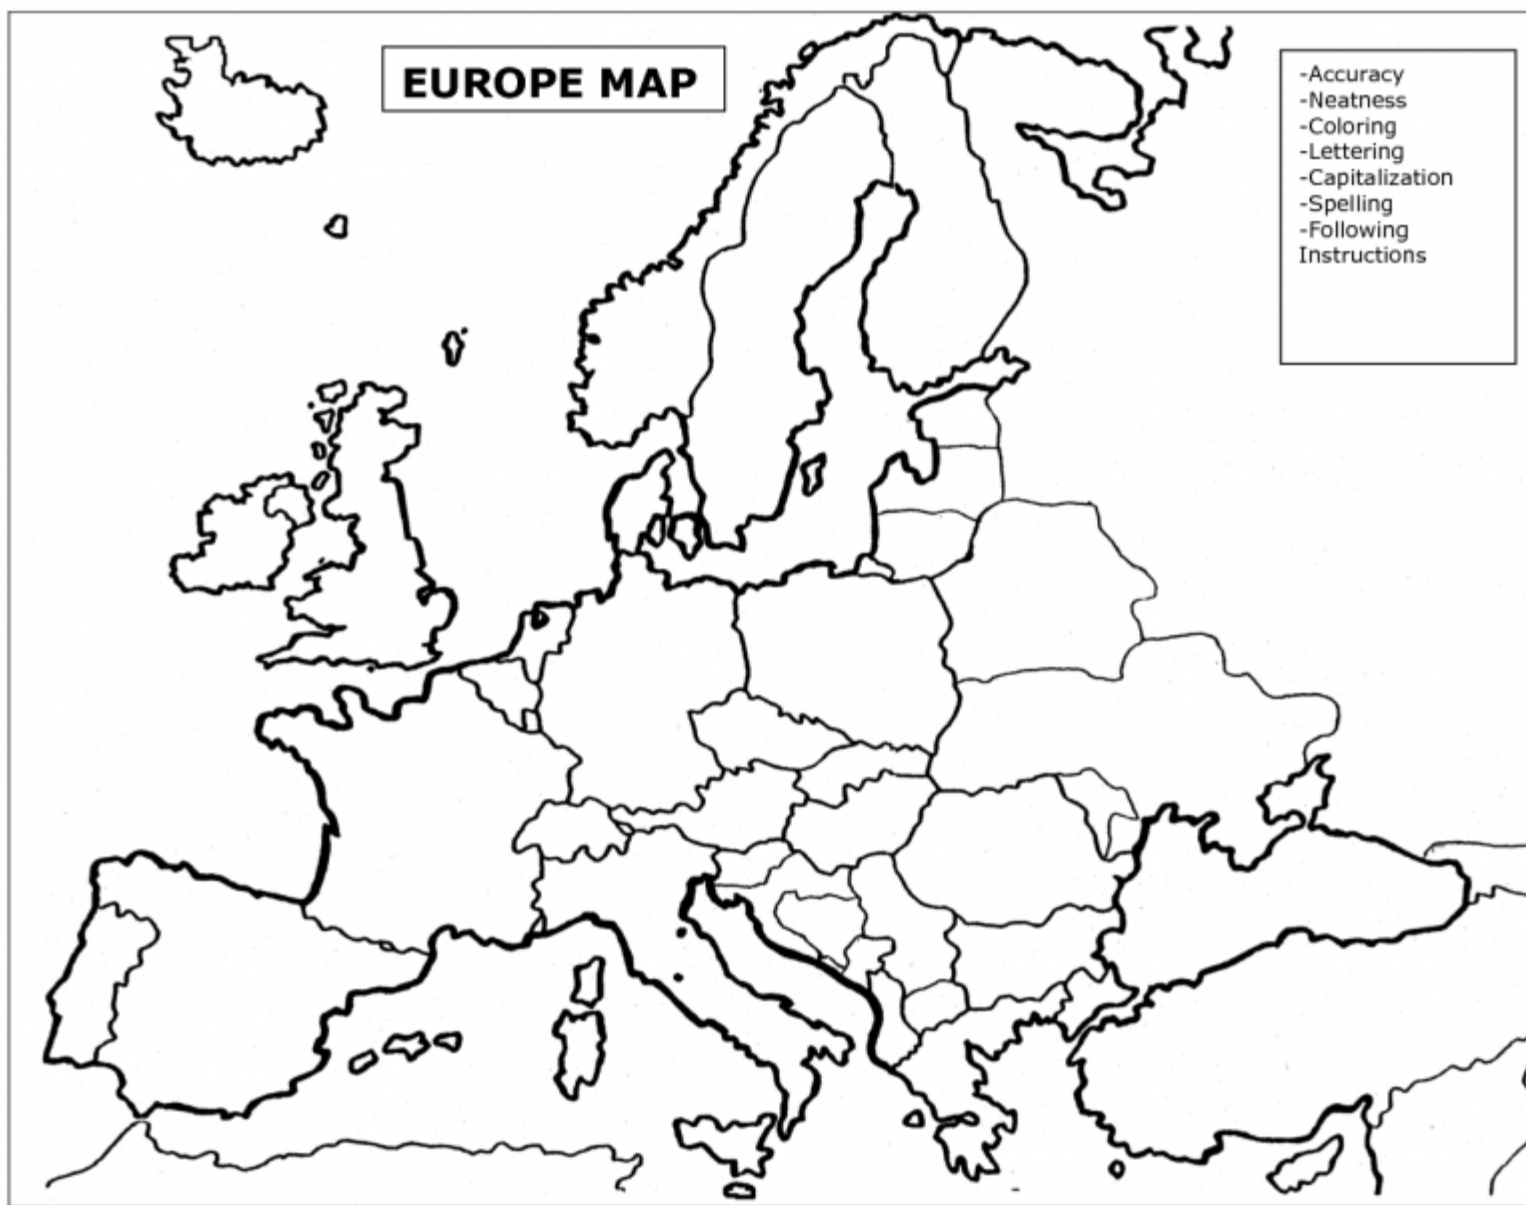 EUROPE MAP
-Accuracy
-Neatness
-Coloring
-Lettering
-Capitalization
-Spelling
-Following
Instructions